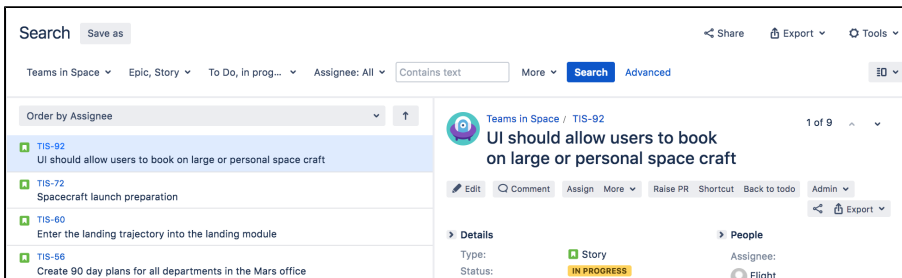 Search Save as Share Export Tools
Teams in Space Epic, Story To Do, in prog... Assignee: All Contains text More Search Advanced
Order by Assignee
TIS-92
UI should allow users to book on large or personal space craft
TIS-72
Spacecraft launch preparation
TIS-60
Enter the landing trajectory into the landing module
TIS-56
Create 90 day plans for all departments in the Mars office
Teams in Space / TIS-92 1 of 9
UI should allow users to book
on large or personal space craft
Edit Comment Assign More Raise PR Shortcut Back to todo Admin
Export
Details People
Type: Story Assignee:
Status: IN PROGRESS Flight